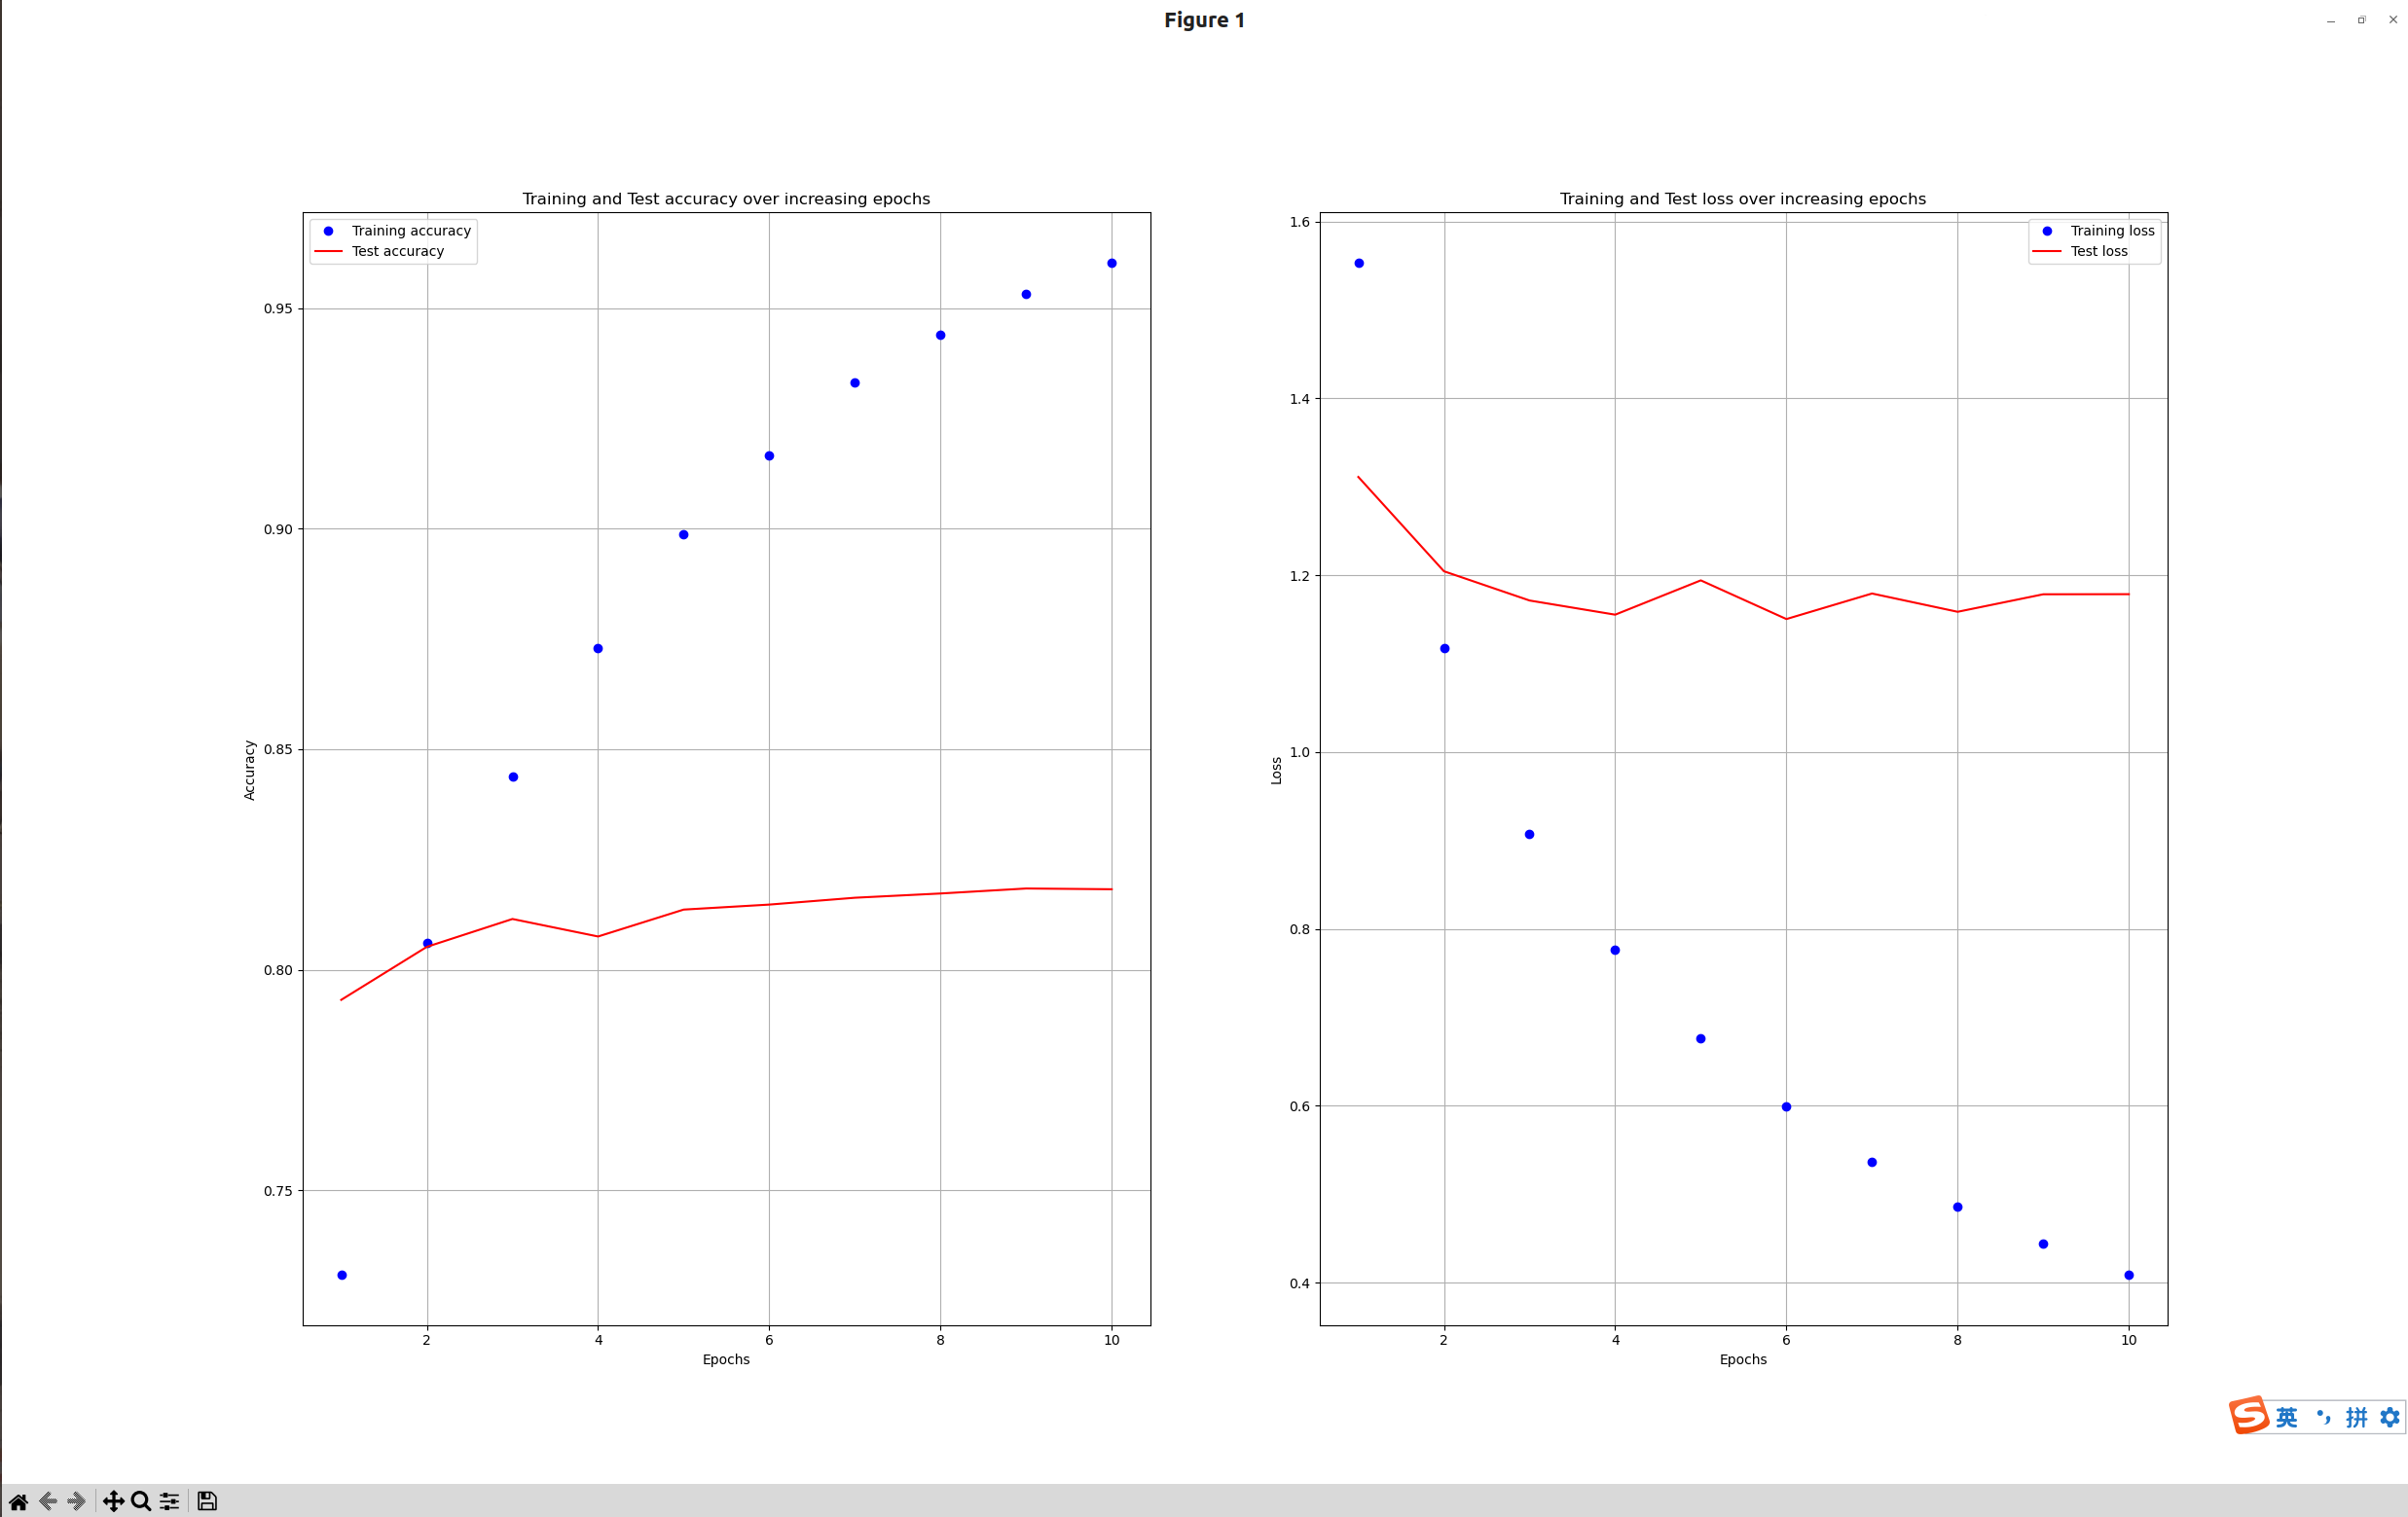 Figure 1
Training and Test accuracy over increasing epochs
Training accuracy
Test accuracy
0.95
0.90
0.85
0.80
0.75
Accuracy
2 4 6 8 10
Epochs
Training and Test loss over increasing epochs
Training loss
Test loss
1.6
1.4
1.2
1.0
0.8
0.6
0.4
Loss
2 4 6 8 10
Epochs
S 英 •, 拼